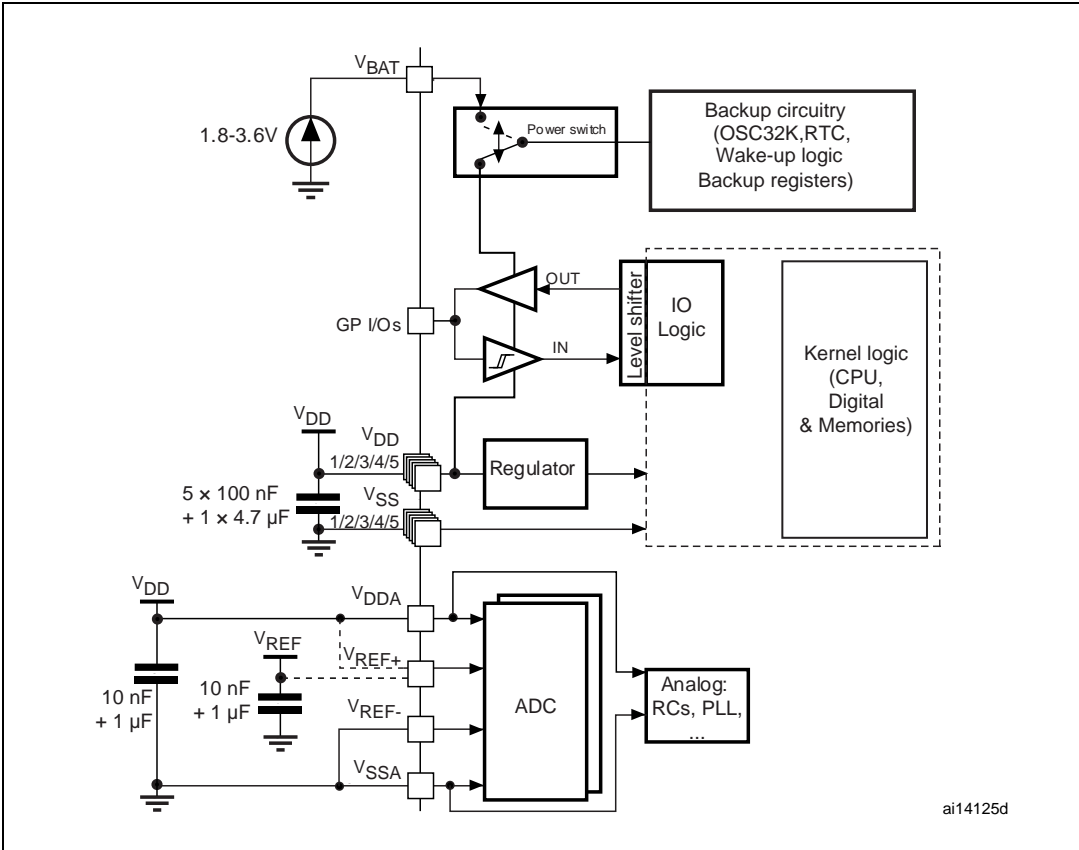 VBAT
1.8-3.6V
Power switch
Backup circuitry
(OSC32K,RTC,
Wake-up logic
Backup registers)
GP I/Os
OUT
IN
Level shifter
IO
Logic
Kernel logic
(CPU,
Digital
& Memories)
VDD
VDD
1/2/3/4/5
Regulator
5 × 100 nF
+ 1 × 4.7 µF
VSS
1/2/3/4/5
VDD
VDDA
VREF
VREF+
10 nF
+ 1 µF
10 nF
+ 1 µF
VREF-
VSSA
ADC
Analog:
RCs, PLL,
...
ai14125d